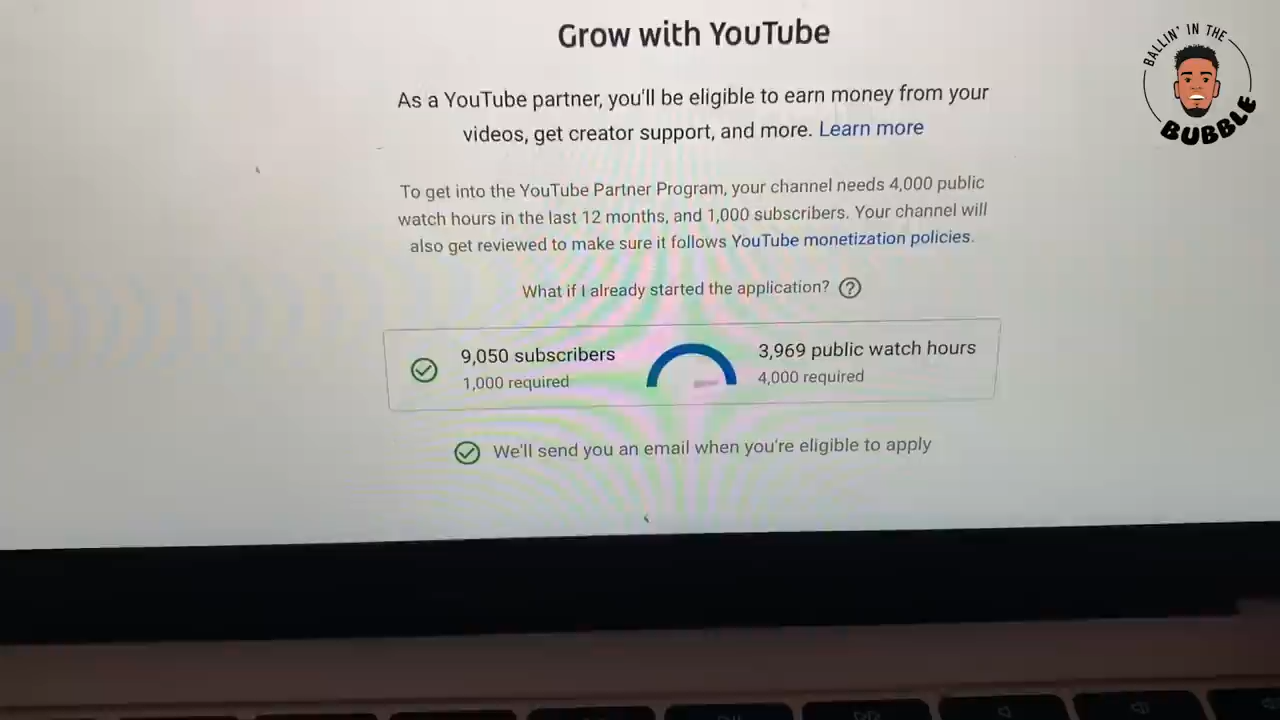 Grow with YouTube
BALLIN' IN THE
BUBBLE
As a YouTube partner, you'll be eligible to earn money from your
videos, get creator support, and more. Learn more
To get into the YouTube Partner Program, your channel needs 4,000 public
watch hours in the last 12 months, and 1,000 subscribers. Your channel will
also get reviewed to make sure it follows YouTube monetization policies.
What if I already started the application? ?
9,050 subscribers
1,000 required
3,969 public watch hours
4,000 required
We'll send you an email when you're eligible to apply